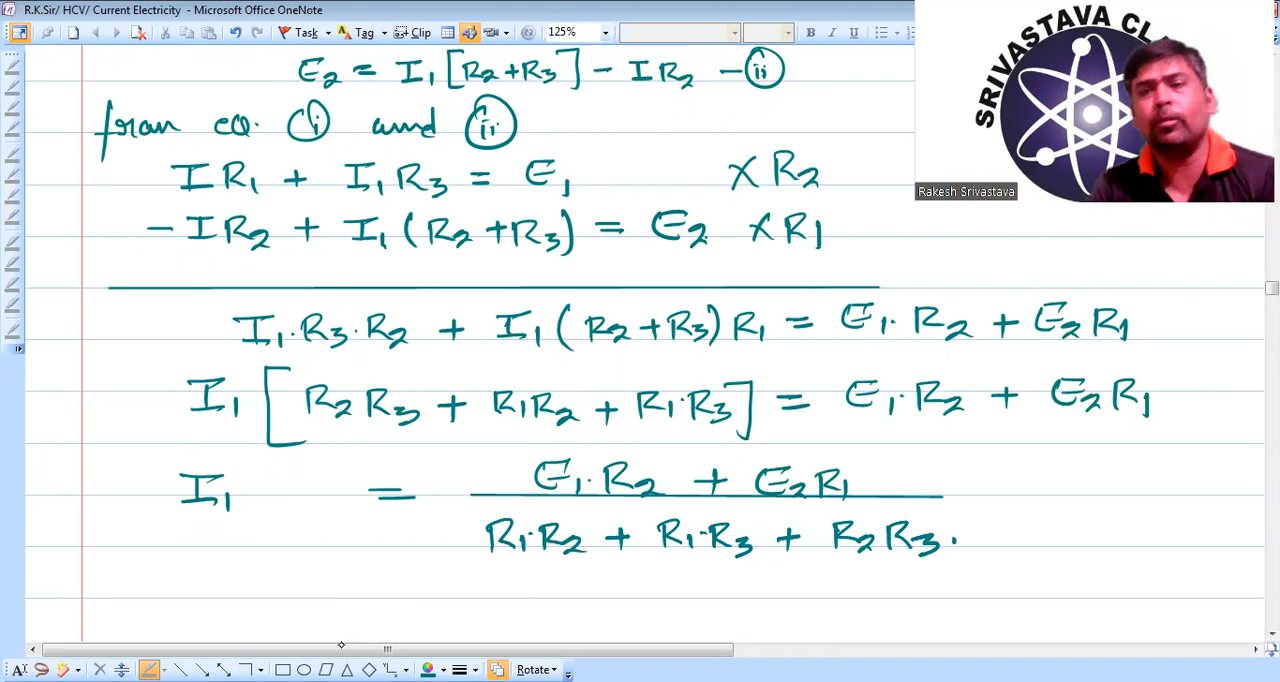 R.K.Sir/ HCV/ Current Electricity - Microsoft Office OneNote
Task
Tag
Clip
125%
B I U
SRIVASTAVA CL
Rakesh Srivastava
E₂ = I₁ [R₂+R₃] - IR₂ - (ii)
from eq. (i) and (ii)
IR₁ + I₁R₃ = E₁ ×R₂
-IR₂ + I₁(R₂+R₃) = E₂ ×R₁
I₁·R₃·R₂ + I₁(R₂+R₃)R₁ = E₁·R₂ + E₂R₁
I₁ [R₂R₃ + R₁R₂ + R₁·R₃] = E₁·R₂ + E₂R₁
I₁ = E₁·R₂ + E₂R₁
R₁·R₂ + R₁·R₃ + R₂R₃.
Rotate